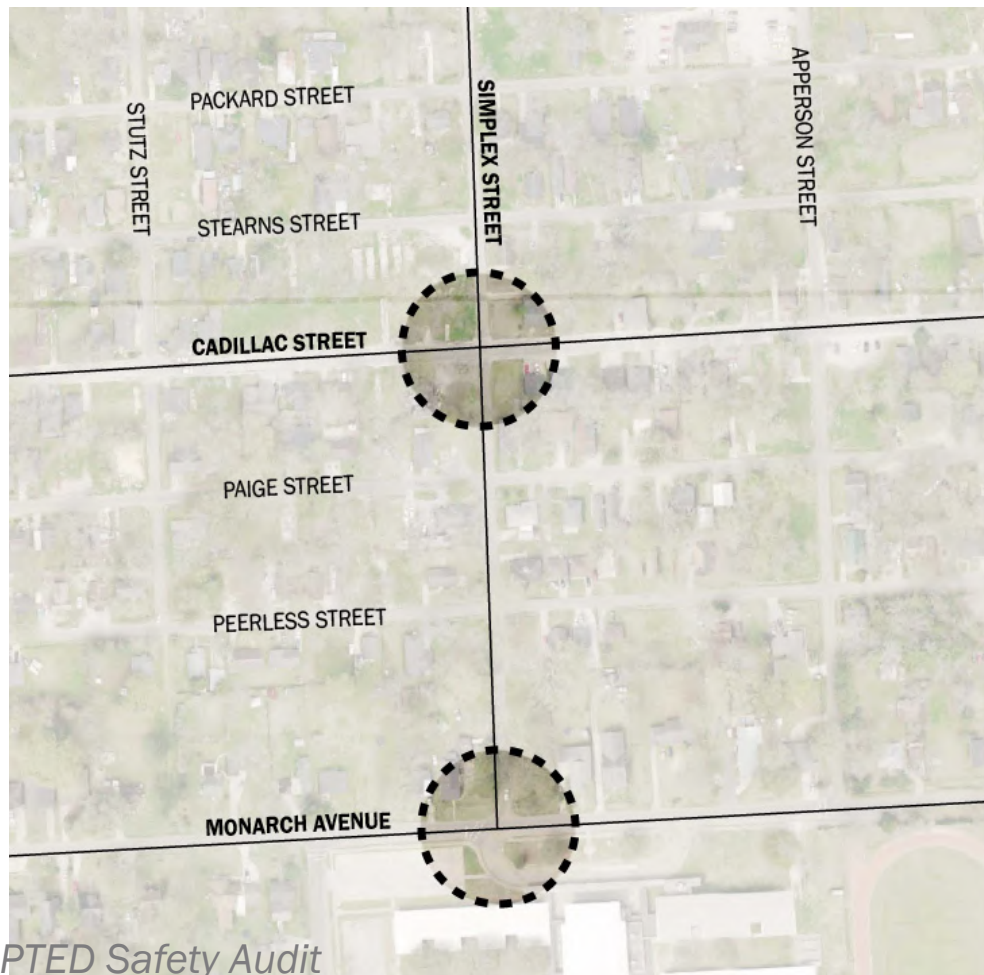 PACKARD STREET
STUTZ STREET
SIMPLEX STREET
APPERSON STREET
STEARNS STREET
CADILLAC STREET
PAIGE STREET
PEERLESS STREET
MONARCH AVENUE
PTED Safety Audit